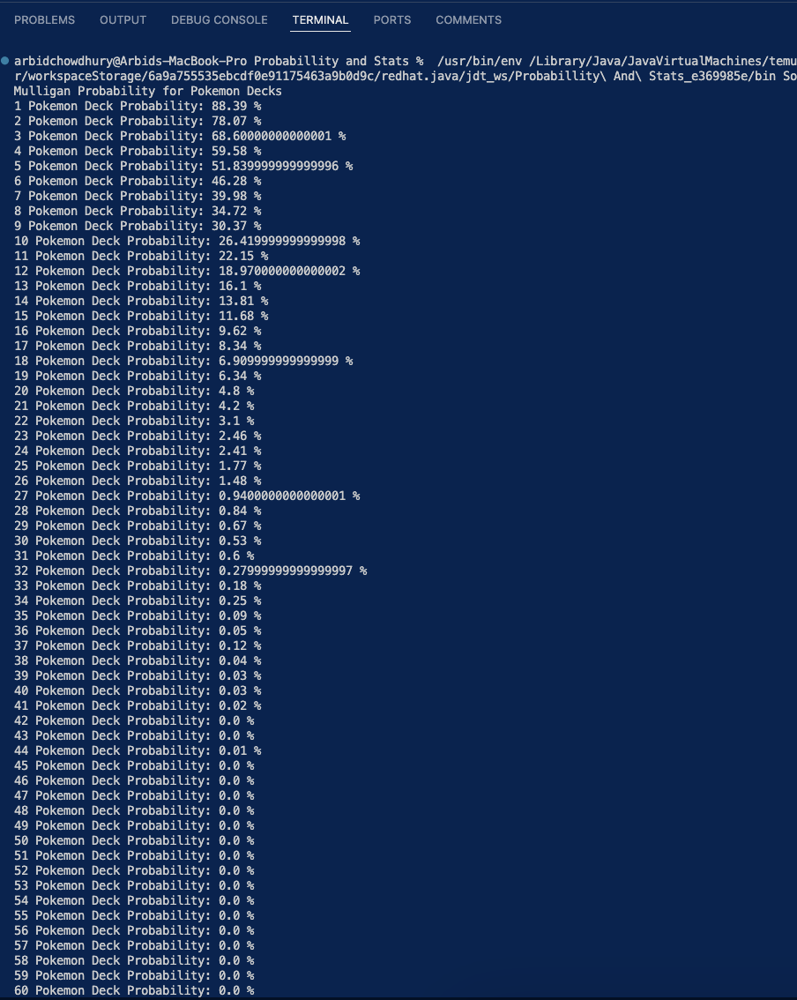 PROBLEMS OUTPUT DEBUG CONSOLE TERMINAL PORTS COMMENTS
arbidchowdhury@Arbids-MacBook-Pro Probabillity and Stats % /usr/bin/env /Library/Java/JavaVirtualMachines/temu
r/workspaceStorage/6a9a755535ebcdf0e91175463a9b0d9c/redhat.java/jdt_ws/Probabillity\ And\ Stats_e369985e/bin So
Mulligan Probability for Pokemon Decks
1 Pokemon Deck Probability: 88.39 %
2 Pokemon Deck Probability: 78.07 %
3 Pokemon Deck Probability: 68.60000000000001 %
4 Pokemon Deck Probability: 59.58 %
5 Pokemon Deck Probability: 51.839999999999996 %
6 Pokemon Deck Probability: 46.28 %
7 Pokemon Deck Probability: 39.98 %
8 Pokemon Deck Probability: 34.72 %
9 Pokemon Deck Probability: 30.37 %
10 Pokemon Deck Probability: 26.419999999999998 %
11 Pokemon Deck Probability: 22.15 %
12 Pokemon Deck Probability: 18.970000000000002 %
13 Pokemon Deck Probability: 16.1 %
14 Pokemon Deck Probability: 13.81 %
15 Pokemon Deck Probability: 11.68 %
16 Pokemon Deck Probability: 9.62 %
17 Pokemon Deck Probability: 8.34 %
18 Pokemon Deck Probability: 6.909999999999999 %
19 Pokemon Deck Probability: 6.34 %
20 Pokemon Deck Probability: 4.8 %
21 Pokemon Deck Probability: 4.2 %
22 Pokemon Deck Probability: 3.1 %
23 Pokemon Deck Probability: 2.46 %
24 Pokemon Deck Probability: 2.41 %
25 Pokemon Deck Probability: 1.77 %
26 Pokemon Deck Probability: 1.48 %
27 Pokemon Deck Probability: 0.9400000000000001 %
28 Pokemon Deck Probability: 0.84 %
29 Pokemon Deck Probability: 0.67 %
30 Pokemon Deck Probability: 0.53 %
31 Pokemon Deck Probability: 0.6 %
32 Pokemon Deck Probability: 0.27999999999999997 %
33 Pokemon Deck Probability: 0.18 %
34 Pokemon Deck Probability: 0.25 %
35 Pokemon Deck Probability: 0.09 %
36 Pokemon Deck Probability: 0.05 %
37 Pokemon Deck Probability: 0.12 %
38 Pokemon Deck Probability: 0.04 %
39 Pokemon Deck Probability: 0.03 %
40 Pokemon Deck Probability: 0.03 %
41 Pokemon Deck Probability: 0.02 %
42 Pokemon Deck Probability: 0.0 %
43 Pokemon Deck Probability: 0.0 %
44 Pokemon Deck Probability: 0.01 %
45 Pokemon Deck Probability: 0.0 %
46 Pokemon Deck Probability: 0.0 %
47 Pokemon Deck Probability: 0.0 %
48 Pokemon Deck Probability: 0.0 %
49 Pokemon Deck Probability: 0.0 %
50 Pokemon Deck Probability: 0.0 %
51 Pokemon Deck Probability: 0.0 %
52 Pokemon Deck Probability: 0.0 %
53 Pokemon Deck Probability: 0.0 %
54 Pokemon Deck Probability: 0.0 %
55 Pokemon Deck Probability: 0.0 %
56 Pokemon Deck Probability: 0.0 %
57 Pokemon Deck Probability: 0.0 %
58 Pokemon Deck Probability: 0.0 %
59 Pokemon Deck Probability: 0.0 %
60 Pokemon Deck Probability: 0.0 %